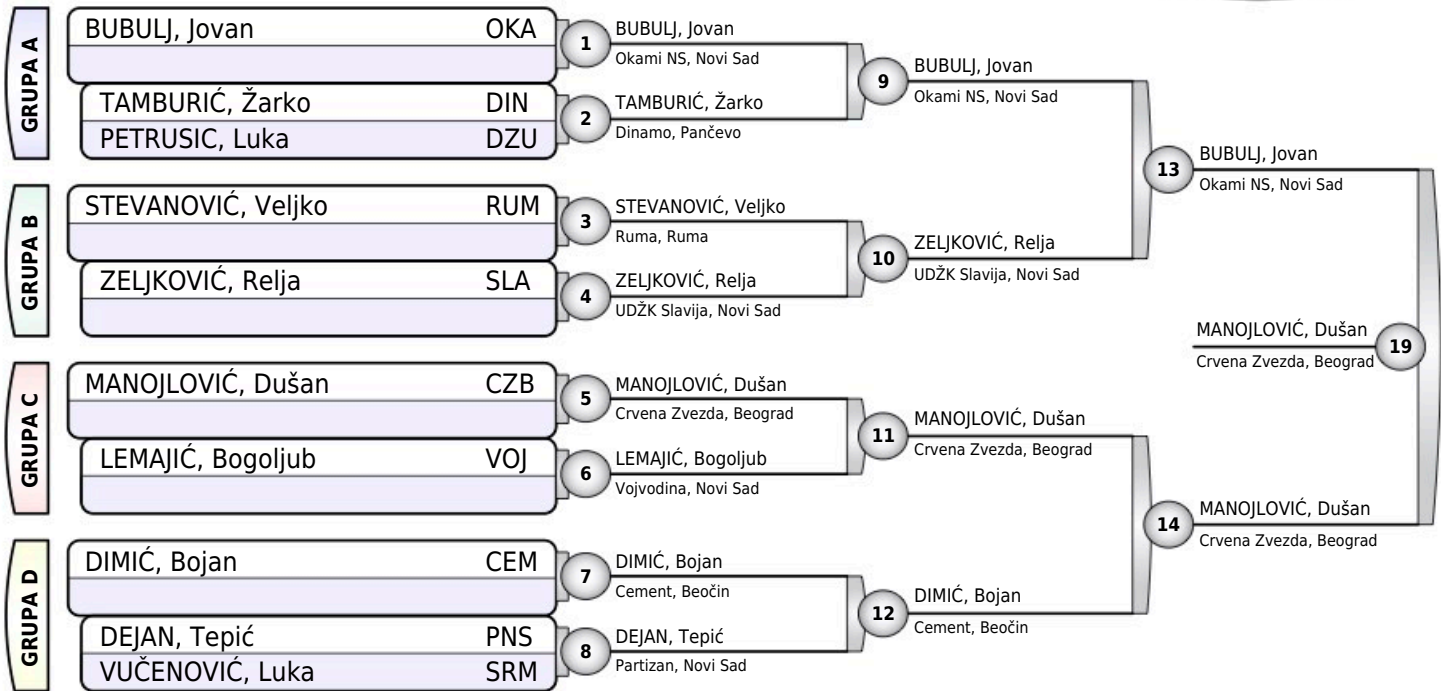 GRUPA A
BUBULJ, Jovan OKA
TAMBURIĆ, Žarko DIN
PETRUSIC, Luka DZU
GRUPA B
STEVANOVIĆ, Veljko RUM
ZELJKOVIĆ, Relja SLA
GRUPA C
MANOJLOVIĆ, Dušan CZB
LEMAJIĆ, Bogoljub VOJ
GRUPA D
DIMIĆ, Bojan CEM
DEJAN, Tepić PNS
VUČENOVIĆ, Luka SRM
1
BUBULJ, Jovan
Okami NS, Novi Sad
2
TAMBURIĆ, Žarko
Dinamo, Pančevo
3
STEVANOVIĆ, Veljko
Ruma, Ruma
4
ZELJKOVIĆ, Relja
UDŽK Slavija, Novi Sad
5
MANOJLOVIĆ, Dušan
Crvena Zvezda, Beograd
6
LEMAJIĆ, Bogoljub
Vojvodina, Novi Sad
7
DIMIĆ, Bojan
Cement, Beočin
8
DEJAN, Tepić
Partizan, Novi Sad
9
BUBULJ, Jovan
Okami NS, Novi Sad
10
ZELJKOVIĆ, Relja
UDŽK Slavija, Novi Sad
11
MANOJLOVIĆ, Dušan
Crvena Zvezda, Beograd
12
DIMIĆ, Bojan
Cement, Beočin
13
BUBULJ, Jovan
Okami NS, Novi Sad
14
MANOJLOVIĆ, Dušan
Crvena Zvezda, Beograd
MANOJLOVIĆ, Dušan
Crvena Zvezda, Beograd
19